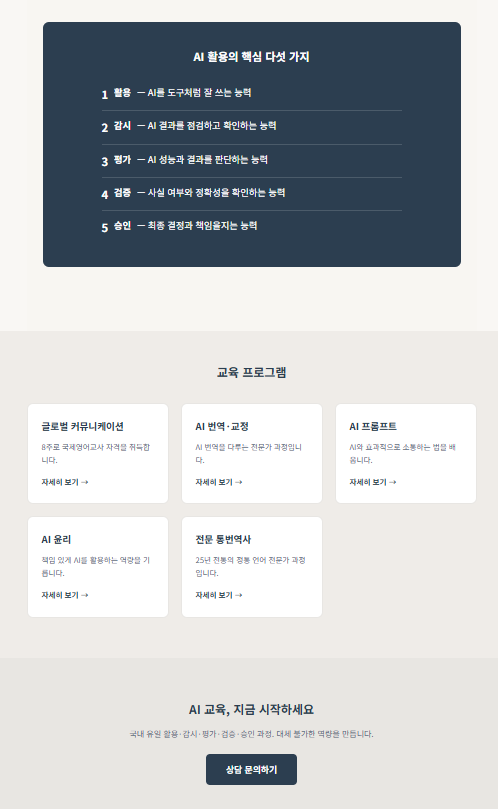 AI 활용의 핵심 다섯 가지
1 활용 — AI를 도구처럼 잘 쓰는 능력
2 감시 — AI 결과를 점검하고 확인하는 능력
3 평가 — AI 성능과 결과를 판단하는 능력
4 검증 — 사실 여부와 정확성을 확인하는 능력
5 승인 — 최종 결정과 책임을지는 능력
교육 프로그램
글로벌 커뮤니케이션
8주로 국제영어교사 자격을 취득합
니다.
자세히 보기 →
AI 번역·교정
AI 번역을 다루는 전문가 과정입니
다.
자세히 보기 →
AI 프롬프트
AI와 효과적으로 소통하는 법을 배
웁니다.
자세히 보기 →
AI 윤리
책임 있게 AI를 활용하는 역량을 기
릅니다.
자세히 보기 →
전문 통번역사
25년 전통의 정통 언어 전문가 과정
입니다.
자세히 보기 →
AI 교육, 지금 시작하세요
국내 유일 활용·감시·평가·검증·승인 과정. 대체 불가한 역량을 만듭니다.
상담 문의하기